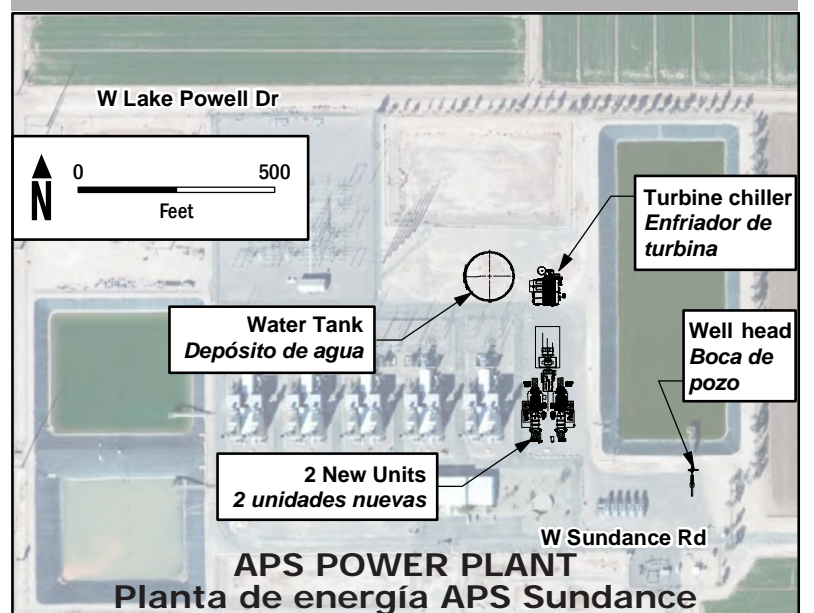 W Lake Powell Dr
0 500
N
Feet
Turbine chiller
Enfriador de
turbina
Water Tank
Depósito de agua
Well head
Boca de
pozo
2 New Units
2 unidades nuevas
W Sundance Rd
APS POWER PLANT
Planta de energía APS Sundance